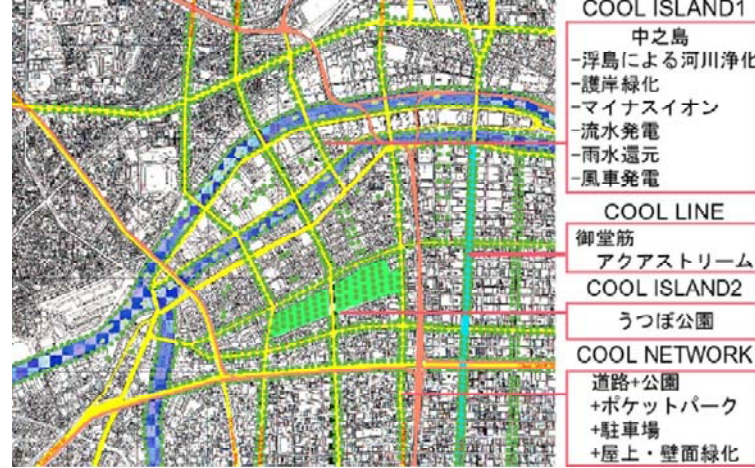 COOL ISLAND1
中之島
-浮島による河川浄化
-護岸緑化
-マイナスイオン
-流水発電
-雨水還元
-風車発電
COOL LINE
御堂筋
アクアストリーム
COOL ISLAND2
うつぼ公園
COOL NETWORK
道路+公園
+ポケットパーク
+駐車場
+屋上・壁面緑化